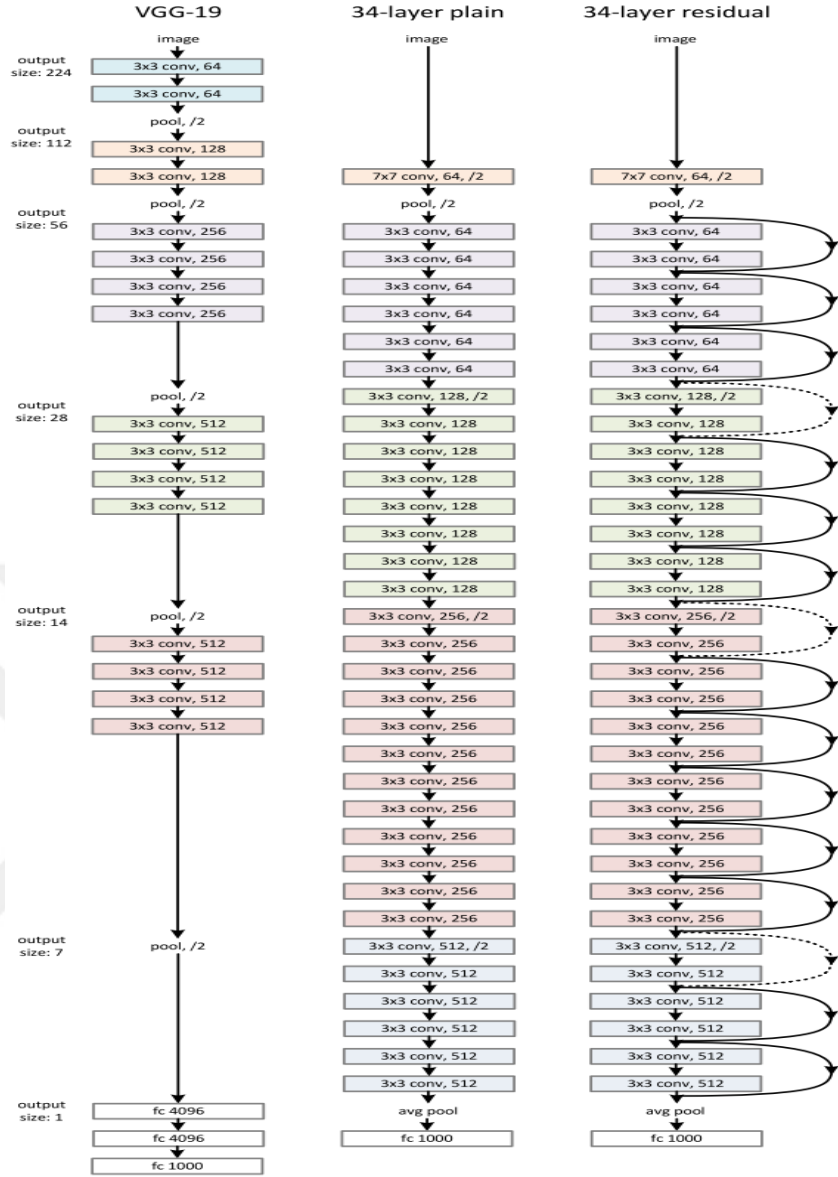 output
size: 224
output
size: 112
output
size: 56
output
size: 28
output
size: 14
output
size: 7
output
size: 1
VGG-19
image
3x3 conv, 64
3x3 conv, 64
pool, /2
3x3 conv, 128
3x3 conv, 128
pool, /2
3x3 conv, 256
3x3 conv, 256
3x3 conv, 256
3x3 conv, 256
pool, /2
3x3 conv, 512
3x3 conv, 512
3x3 conv, 512
3x3 conv, 512
pool, /2
3x3 conv, 512
3x3 conv, 512
3x3 conv, 512
3x3 conv, 512
pool, /2
fc 4096
fc 4096
fc 1000
34-layer plain
image
7x7 conv, 64, /2
pool, /2
3x3 conv, 64
3x3 conv, 64
3x3 conv, 64
3x3 conv, 64
3x3 conv, 64
3x3 conv, 64
3x3 conv, 128, /2
3x3 conv, 128
3x3 conv, 128
3x3 conv, 128
3x3 conv, 128
3x3 conv, 128
3x3 conv, 128
3x3 conv, 128
3x3 conv, 256, /2
3x3 conv, 256
3x3 conv, 256
3x3 conv, 256
3x3 conv, 256
3x3 conv, 256
3x3 conv, 256
3x3 conv, 256
3x3 conv, 256
3x3 conv, 256
3x3 conv, 256
3x3 conv, 256
3x3 conv, 512, /2
3x3 conv, 512
3x3 conv, 512
3x3 conv, 512
3x3 conv, 512
3x3 conv, 512
avg pool
fc 1000
34-layer residual
image
7x7 conv, 64, /2
pool, /2
3x3 conv, 64
3x3 conv, 64
3x3 conv, 64
3x3 conv, 64
3x3 conv, 64
3x3 conv, 64
3x3 conv, 128, /2
3x3 conv, 128
3x3 conv, 128
3x3 conv, 128
3x3 conv, 128
3x3 conv, 128
3x3 conv, 128
3x3 conv, 128
3x3 conv, 256, /2
3x3 conv, 256
3x3 conv, 256
3x3 conv, 256
3x3 conv, 256
3x3 conv, 256
3x3 conv, 256
3x3 conv, 256
3x3 conv, 256
3x3 conv, 256
3x3 conv, 256
3x3 conv, 256
3x3 conv, 512, /2
3x3 conv, 512
3x3 conv, 512
3x3 conv, 512
3x3 conv, 512
3x3 conv, 512
avg pool
fc 1000